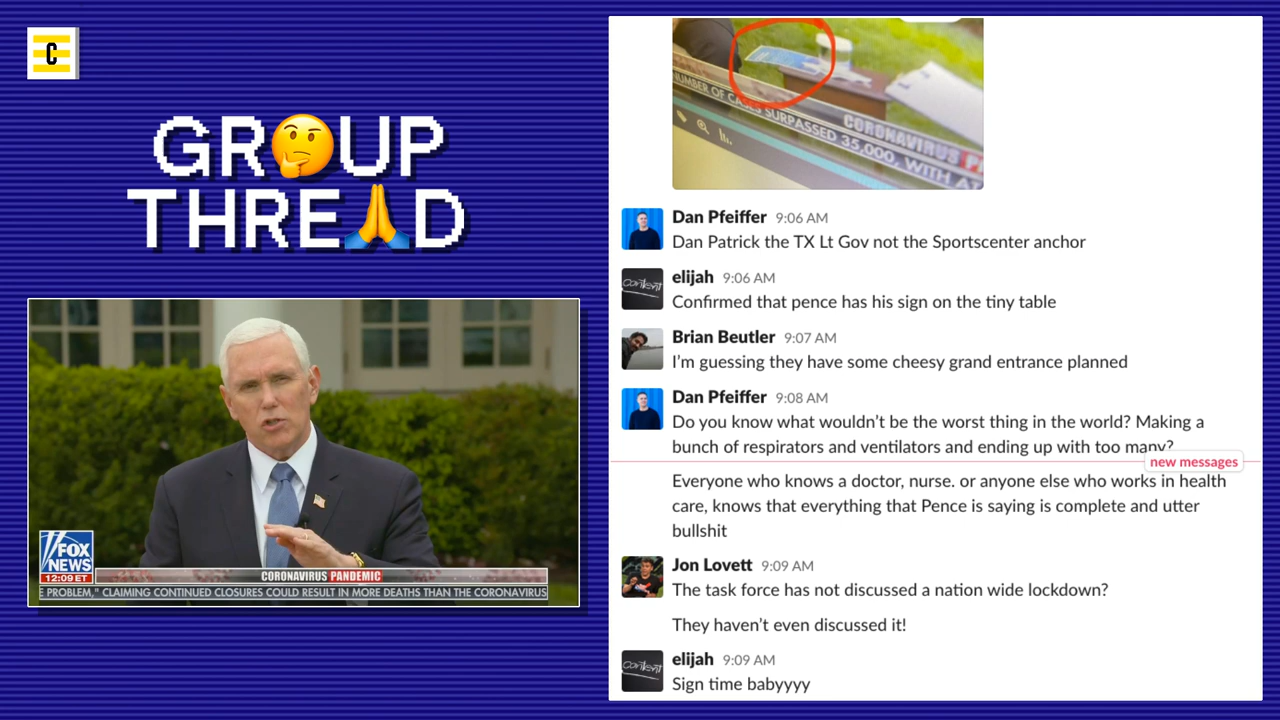 C
GR🤔UP
THRE🙏D
FOX
NEWS
12:09 ET
CORONAVIRUS PANDEMIC
E PROBLEM," CLAIMING CONTINUED CLOSURES COULD RESULT IN MORE DEATHS THAN THE CORONAVIRUS
NUMBER OF CASES SURPASSED 35,000, WITH AT
CORONAVIRUS P
Dan Pfeiffer 9:06 AM
Dan Patrick the TX Lt Gov not the Sportscenter anchor
elijah 9:06 AM
Confirmed that pence has his sign on the tiny table
Brian Beutler 9:07 AM
I'm guessing they have some cheesy grand entrance planned
Dan Pfeiffer 9:08 AM
Do you know what wouldn't be the worst thing in the world? Making a
bunch of respirators and ventilators and ending up with too many?
new messages
Everyone who knows a doctor, nurse. or anyone else who works in health
care, knows that everything that Pence is saying is complete and utter
bullshit
Jon Lovett 9:09 AM
The task force has not discussed a nation wide lockdown?
They haven't even discussed it!
elijah 9:09 AM
Sign time babyyyy
content
content